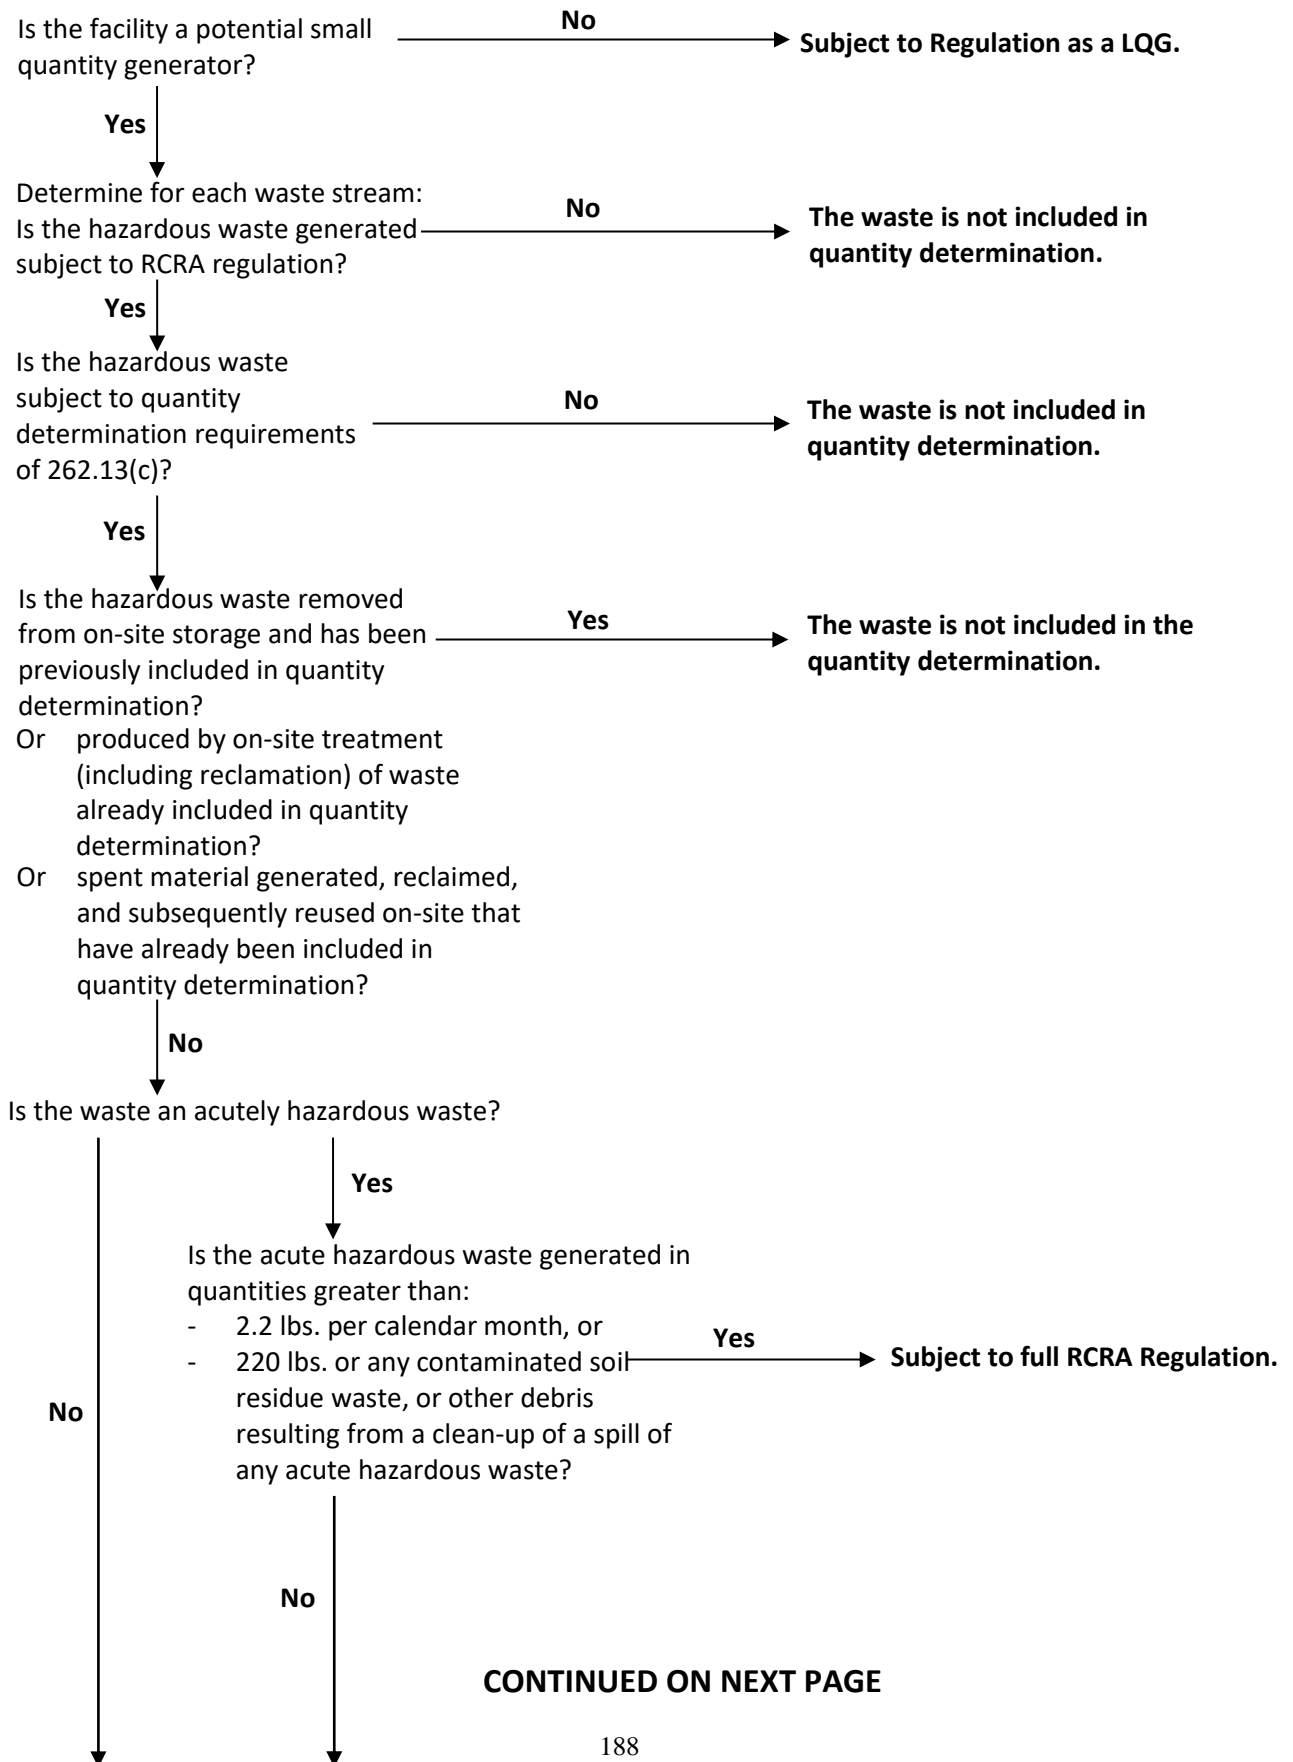 Is the facility a potential small
quantity generator?
No
Subject to Regulation as a LQG.
Yes
Determine for each waste stream:
Is the hazardous waste generated
subject to RCRA regulation?
No
The waste is not included in
quantity determination.
Yes
Is the hazardous waste
subject to quantity
determination requirements
of 262.13(c)?
No
The waste is not included in
quantity determination.
Yes
Is the hazardous waste removed
from on-site storage and has been
previously included in quantity
determination?
Yes
The waste is not included in the
quantity determination.
Or produced by on-site treatment
(including reclamation) of waste
already included in quantity
determination?
Or spent material generated, reclaimed,
and subsequently reused on-site that
have already been included in
quantity determination?
No
Is the waste an acutely hazardous waste?
Yes
Is the acute hazardous waste generated in
quantities greater than:
- 2.2 lbs. per calendar month, or
- 220 lbs. or any contaminated soil
residue waste, or other debris
resulting from a clean-up of a spill of
any acute hazardous waste?
Yes
Subject to full RCRA Regulation.
No
No
CONTINUED ON NEXT PAGE
188